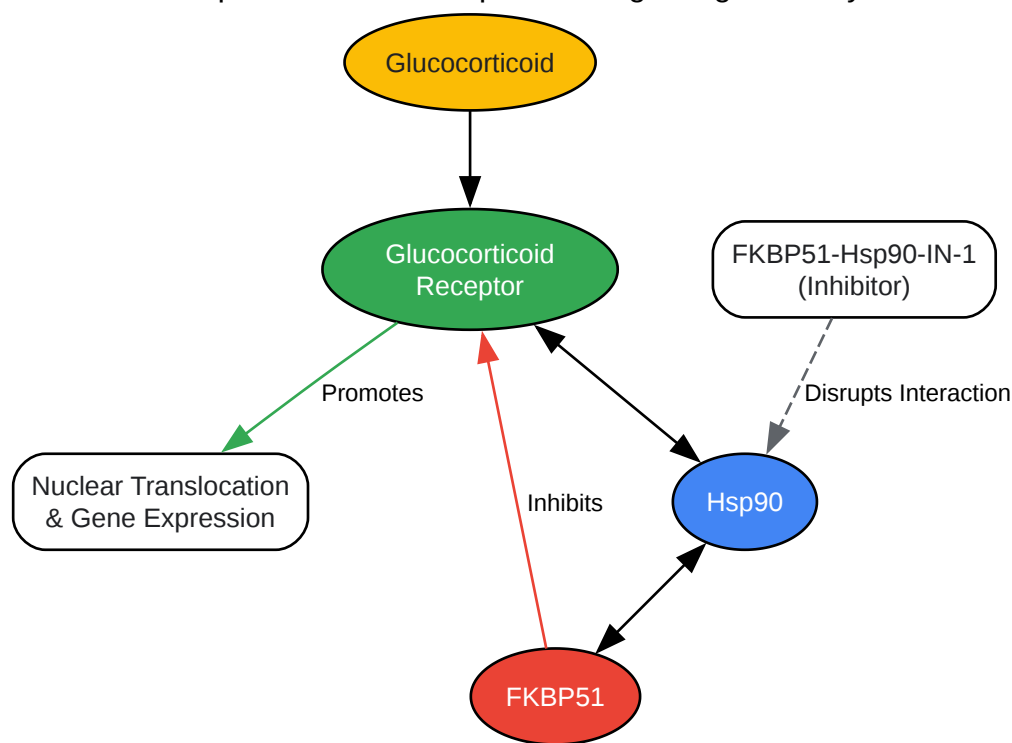 Glucocorticoid
Glucocorticoid
Receptor
FKBP51-Hsp90-IN-1
(Inhibitor)
Promotes
Disrupts Interaction
Nuclear Translocation
& Gene Expression
Inhibits
Hsp90
FKBP51